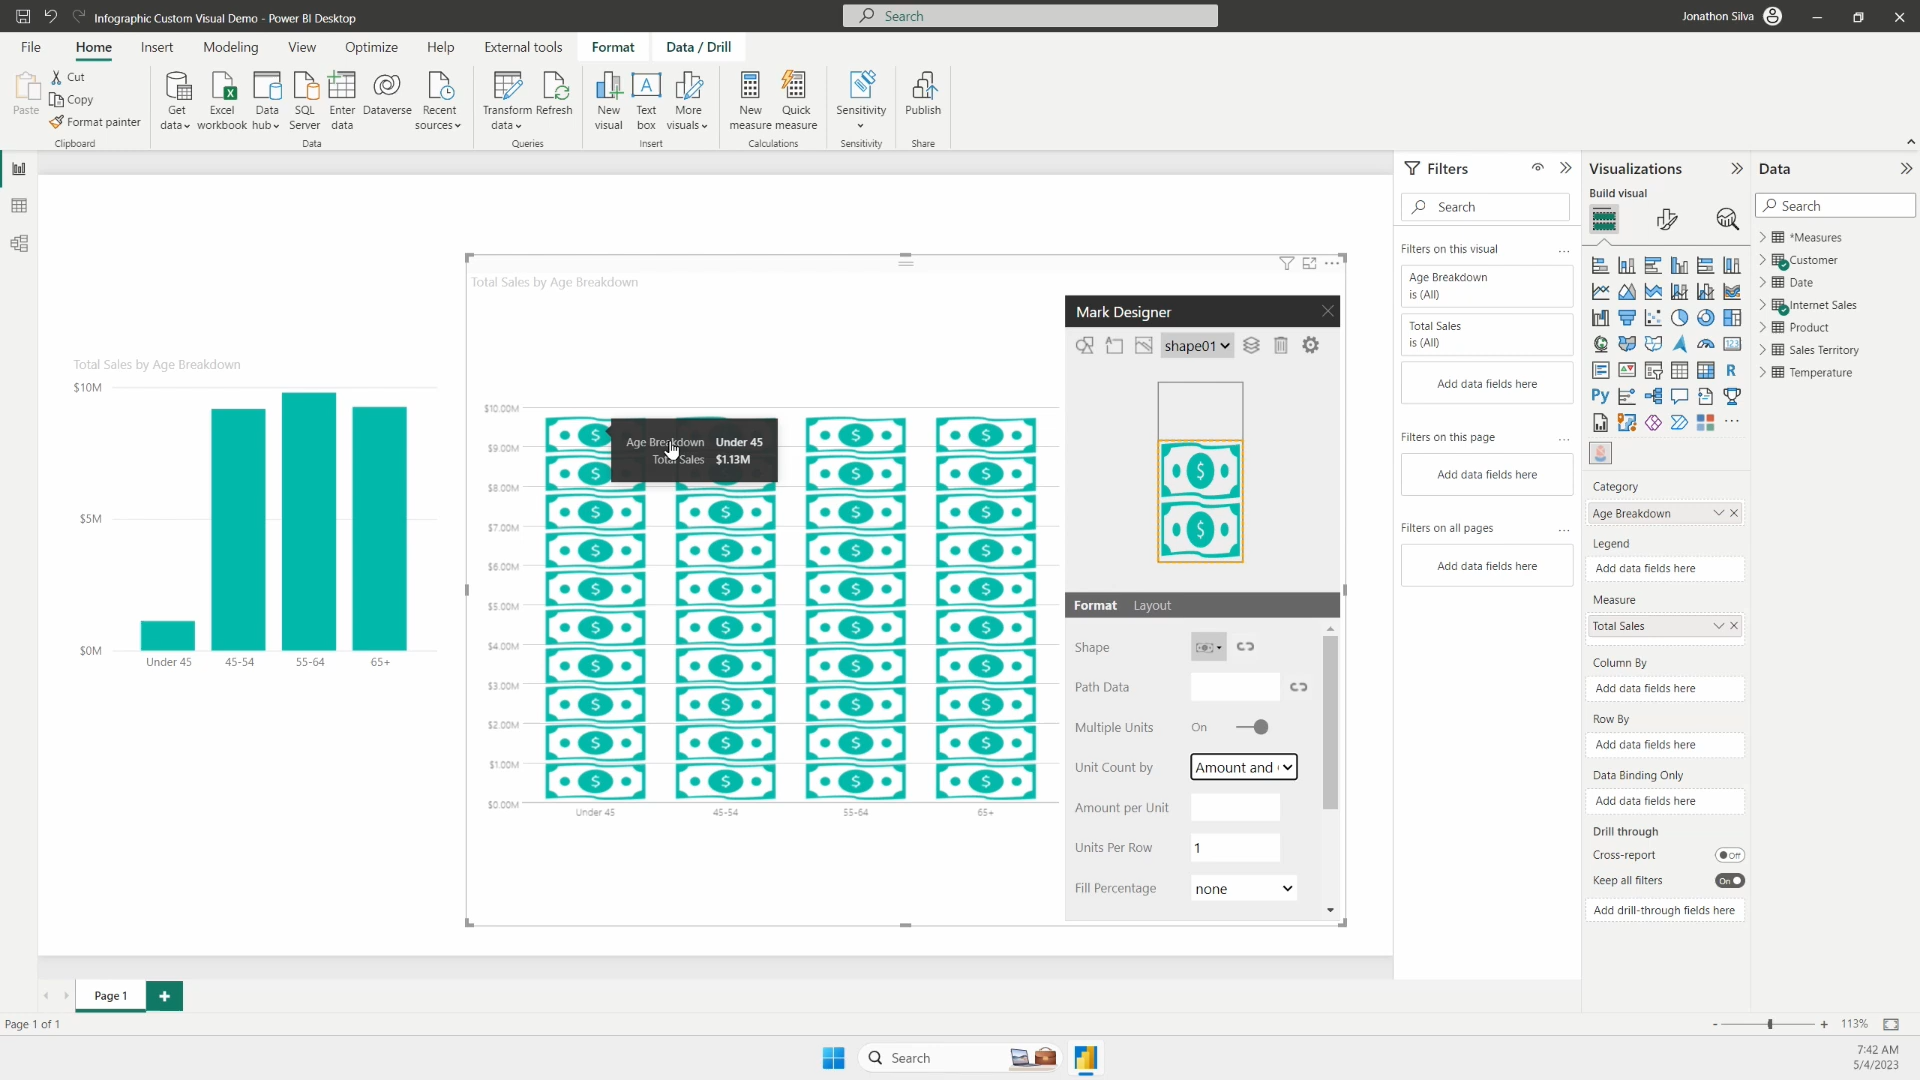 Infographic Custom Visual Demo - Power BI Desktop
Search
Jonathon Silva
File
Home
Insert
Modeling
View
Optimize
Help
External tools
Format
Data / Drill
Paste
Cut
Copy
Format painter
Clipboard
Get data
Excel workbook
Data hub
SQL Server
Enter data
Dataverse
Recent sources
Data
Transform data
Refresh
Queries
New visual
Text box
More visuals
Insert
New measure
Quick measure
Calculations
Sensitivity
Sensitivity
Publish
Share
Total Sales by Age Breakdown
$10M
$5M
$0M
Under 45
45-54
55-64
65+
Total Sales by Age Breakdown
$10.00M
$9.00M
$8.00M
$7.00M
$6.00M
$5.00M
$4.00M
$3.00M
$2.00M
$1.00M
$0.00M
Under 45
45-54
55-64
65+
Age Breakdown Under 45
Total Sales $1.13M
Mark Designer
shape01
Format
Layout
Shape
Path Data
Multiple Units On
Unit Count by Amount and
Amount per Unit
Units Per Row 1
Fill Percentage none
Filters
Search
Filters on this visual
Age Breakdown
is (All)
Total Sales
is (All)
Add data fields here
Filters on this page
Add data fields here
Filters on all pages
Add data fields here
Visualizations
Build visual
123
R
Py
Category
Age Breakdown
Legend
Add data fields here
Measure
Total Sales
Column By
Add data fields here
Row By
Add data fields here
Data Binding Only
Add data fields here
Drill through
Cross-report Off
Keep all filters On
Add drill-through fields here
Data
Search
*Measures
Customer
Date
Internet Sales
Product
Sales Territory
Temperature
Page 1
Page 1 of 1
113%
Search
7:42 AM
5/4/2023